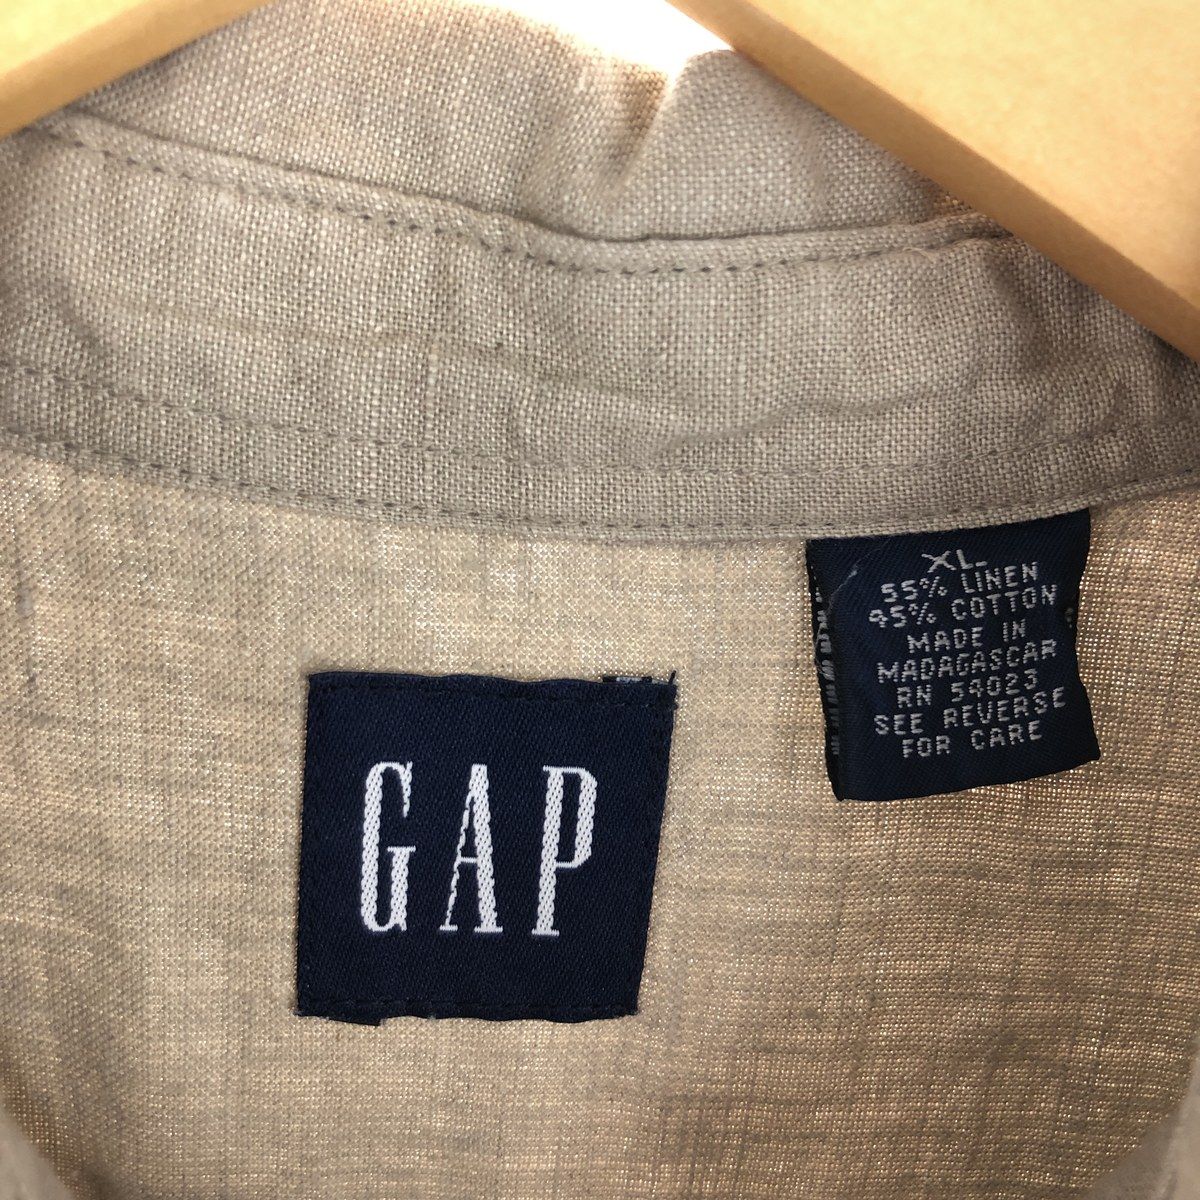 GAP
XL
55% LINEN
45% COTTON
MADE IN
MADAGASCAR
RN 54023
SEE REVERSE
FOR CARE